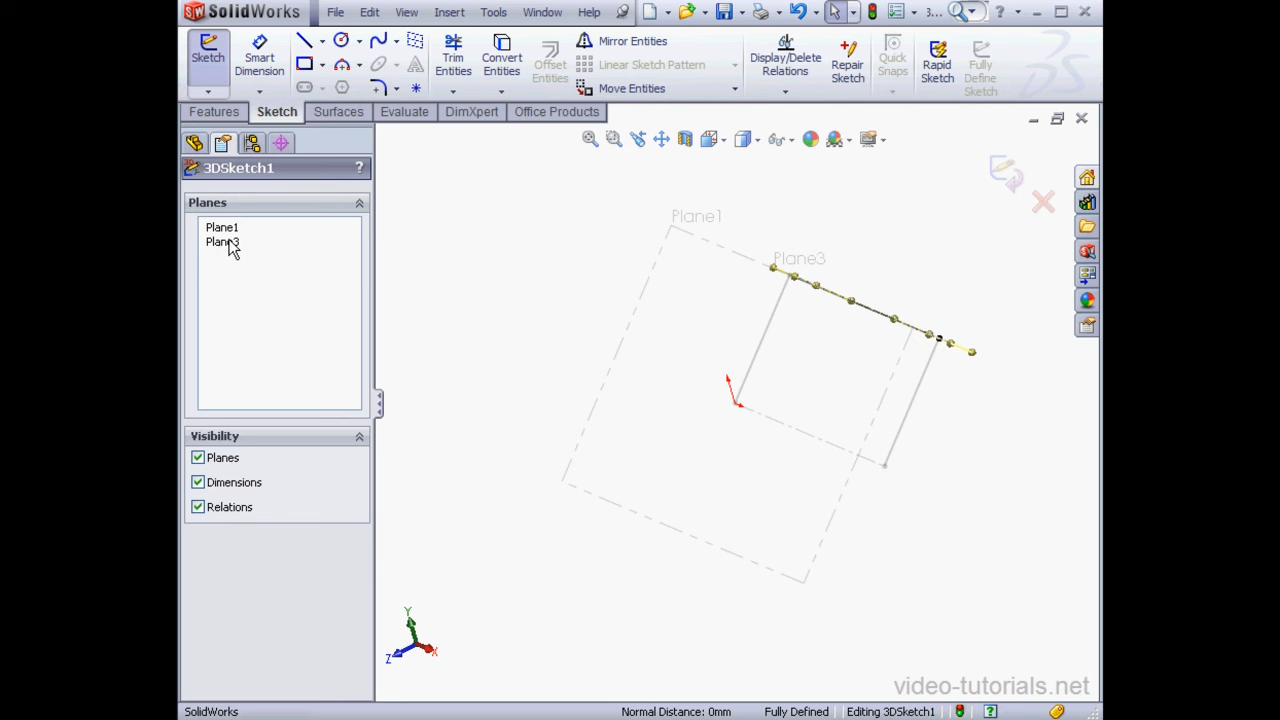 SW SolidWorks File Edit View Insert Tools Window Help 3... ?
Sketch Smart Dimension Trim Entities Convert Entities Offset Entities Mirror Entities Linear Sketch Pattern Move Entities Display/Delete Relations Repair Sketch Quick Snaps Rapid Sketch Fully Define Sketch
Features Sketch Surfaces Evaluate DimXpert Office Products
3D 3DSketch1 ?
Planes
Plane1
Plane3
Visibility
Planes
Dimensions
Relations
Plane1
Plane3
Y
Z X
video-tutorials.net
SolidWorks Normal Distance: 0mm Fully Defined Editing 3DSketch1 ?